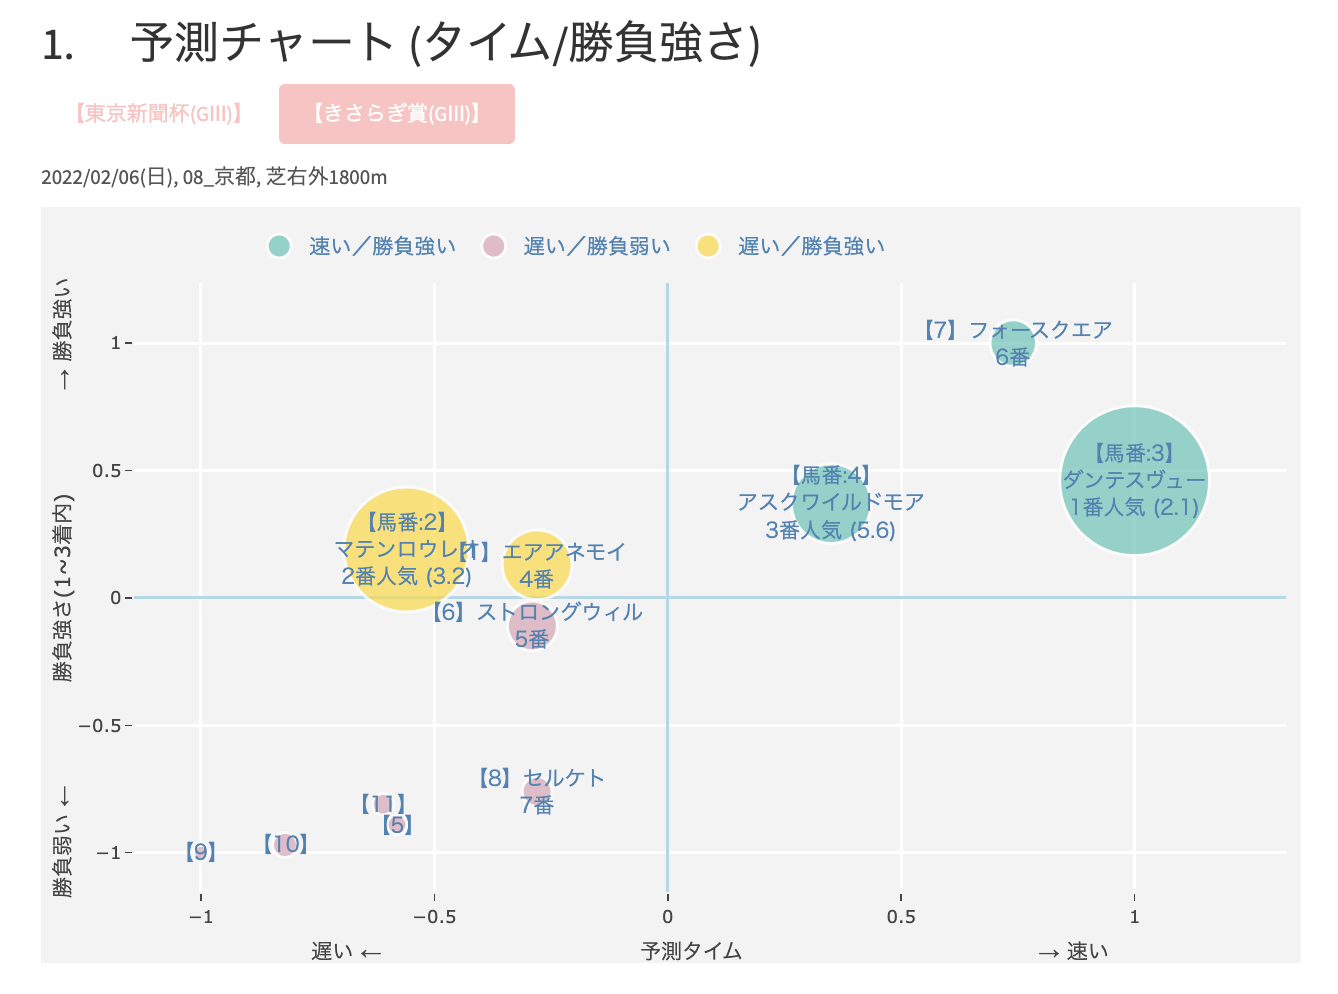 1. 予測チャート (タイム/勝負強さ)
【東京新聞杯(GIII)】 【きさらぎ賞(GIII)】
2022/02/06(日), 08_京都, 芝右外1800m
速い／勝負強い 遅い／勝負弱い 遅い／勝負強い
→ 勝負強い
勝負強さ(1~3着内)
勝負弱い ←
1
0.5
0
−0.5
−1
【7】フォースクエア
6番
【馬番:3】
ダンテスヴュー
1番人気 (2.1)
【馬番:4】
アスクワイルドモア
3番人気 (5.6)
【馬番:2】
マテンロウレオ
2番人気 (3.2)
【1】エアアネモイ
4番
【6】ストロングウィル
5番
【8】セルケト
7番
【11】
【5】
【10】
【9】
−1 −0.5 0 0.5 1
遅い ← 予測タイム → 速い